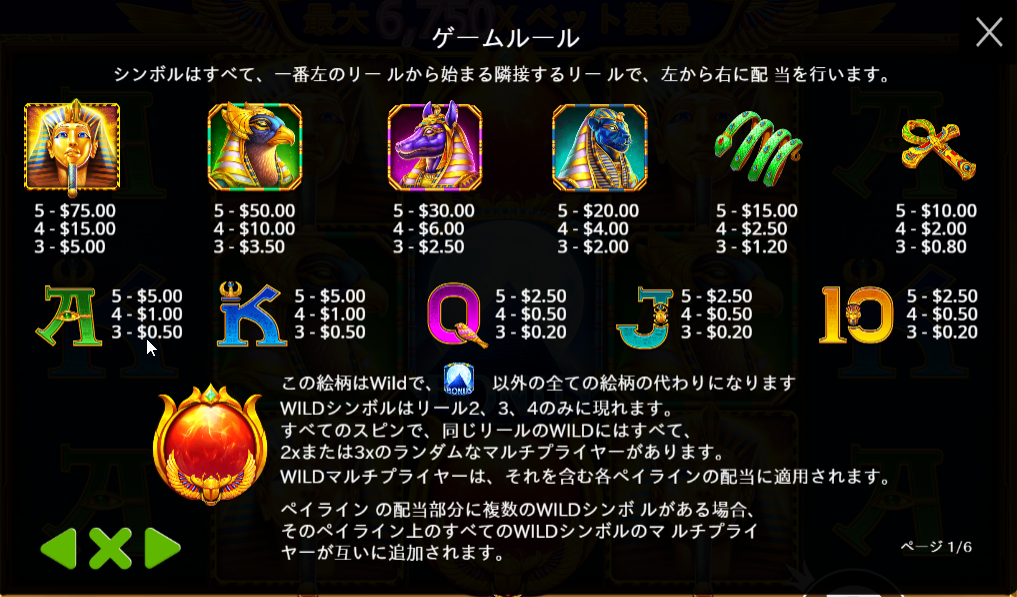 最大 6,750X ベット獲得
ゲームルール
シンボルはすべて、一番左のリー ルから始まる隣接するリー ルで、左から右に配 当を行います。
5 - $75.00
4 - $15.00
3 - $5.00
5 - $50.00
4 - $10.00
3 - $3.50
5 - $30.00
4 - $6.00
3 - $2.50
5 - $20.00
4 - $4.00
3 - $2.00
5 - $15.00
4 - $2.50
3 - $1.20
5 - $10.00
4 - $2.00
3 - $0.80
A
5 - $5.00
4 - $1.00
3 - $0.50
K
5 - $5.00
4 - $1.00
3 - $0.50
Q
5 - $2.50
4 - $0.50
3 - $0.20
J
5 - $2.50
4 - $0.50
3 - $0.20
10
5 - $2.50
4 - $0.50
3 - $0.20
この絵柄はWildで、 BONUS 以外の全ての絵柄の代わりになります
WILDシンボルはリール2、3、4のみに現れます。
すべてのスピンで、同じリールのWILDにはすべて、
2xまたは3xのランダムなマルチプライヤーがあります。
WILDマルチプライヤーは、それを含む各ペイラインの配当に適用されます。
ペイライン の配当部分に複数のWILDシンボ ルがある場合、
そのペイライン上のすべてのWILDシンボルのマ ルチプライ
ヤーが互いに追加されます。
ページ 1/6